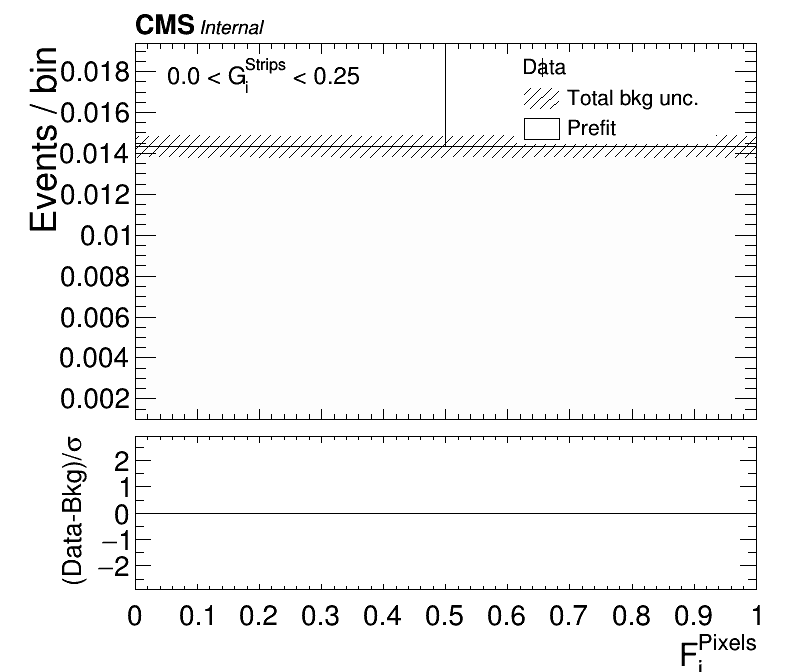 CMS Internal
0.0 < G_i^Strips < 0.25
Data
Total bkg unc.
Prefit
Events / bin
0.018
0.016
0.014
0.012
0.01
0.008
0.006
0.004
0.002
(Data-Bkg)/σ
2
1
0
−1
−2
0 0.1 0.2 0.3 0.4 0.5 0.6 0.7 0.8 0.9 1
F_i^Pixels